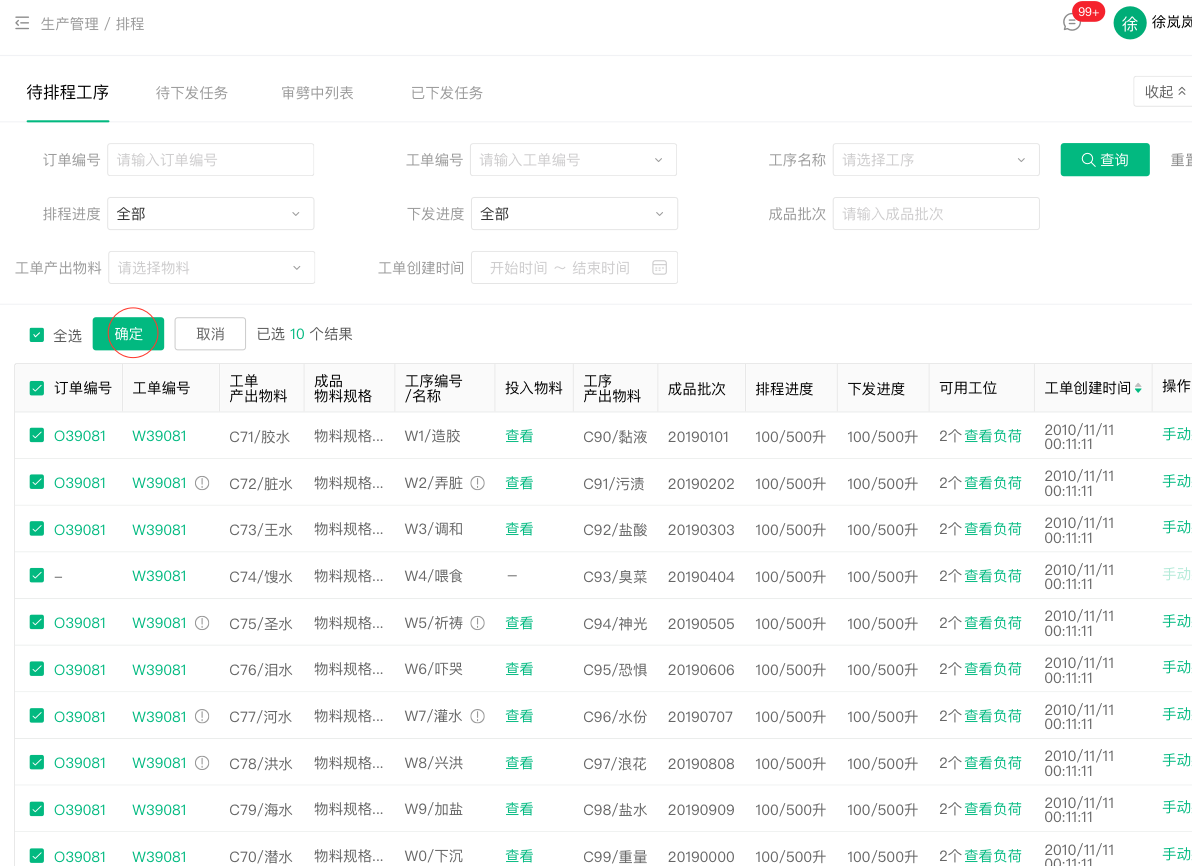 生产管理 / 排程
99+
徐 徐岚岚
待排程工序 待下发任务 审劈中列表 已下发任务 收起
订单编号 请输入订单编号 工单编号 请输入工单编号 工序名称 请选择工序 查询 重置
排程进度 全部 下发进度 全部 成品批次 请输入成品批次
工单产出物料 请选择物料 工单创建时间 开始时间 ~ 结束时间
全选 确定 取消 已选 10 个结果
订单编号 工单编号 工单
产出物料 成品
物料规格 工序编号
/名称 投入物料 工序
产出物料 成品批次 排程进度 下发进度 可用工位 工单创建时间 操作
O39081 W39081 C71/胶水 物料规格... W1/造胶 查看 C90/黏液 20190101 100/500升 100/500升 2个查看负荷 2010/11/11
00:11:11 手动
O39081 W39081 C72/脏水 物料规格... W2/弄脏 查看 C91/污渍 20190202 100/500升 100/500升 2个查看负荷 2010/11/11
00:11:11 手动
O39081 W39081 C73/王水 物料规格... W3/调和 查看 C92/盐酸 20190303 100/500升 100/500升 2个查看负荷 2010/11/11
00:11:11 手动
– W39081 C74/馊水 物料规格... W4/喂食 – C93/臭菜 20190404 100/500升 100/500升 2个查看负荷 2010/11/11
00:11:11 手动
O39081 W39081 C75/圣水 物料规格... W5/祈祷 查看 C94/神光 20190505 100/500升 100/500升 2个查看负荷 2010/11/11
00:11:11 手动
O39081 W39081 C76/泪水 物料规格... W6/吓哭 查看 C95/恐惧 20190606 100/500升 100/500升 2个查看负荷 2010/11/11
00:11:11 手动
O39081 W39081 C77/河水 物料规格... W7/灌水 查看 C96/水份 20190707 100/500升 100/500升 2个查看负荷 2010/11/11
00:11:11 手动
O39081 W39081 C78/洪水 物料规格... W8/兴洪 查看 C97/浪花 20190808 100/500升 100/500升 2个查看负荷 2010/11/11
00:11:11 手动
O39081 W39081 C79/海水 物料规格... W9/加盐 查看 C98/盐水 20190909 100/500升 100/500升 2个查看负荷 2010/11/11
00:11:11 手动
O39081 W39081 C70/潜水 物料规格... W0/下沉 查看 C99/重量 20190000 100/500升 100/500升 2个查看负荷 2010/11/11
00:11:11 手动